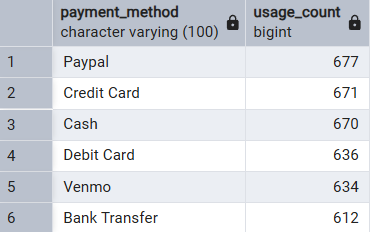 payment_method usage_count
character varying (100) bigint
1 Paypal 677
2 Credit Card 671
3 Cash 670
4 Debit Card 636
5 Venmo 634
6 Bank Transfer 612